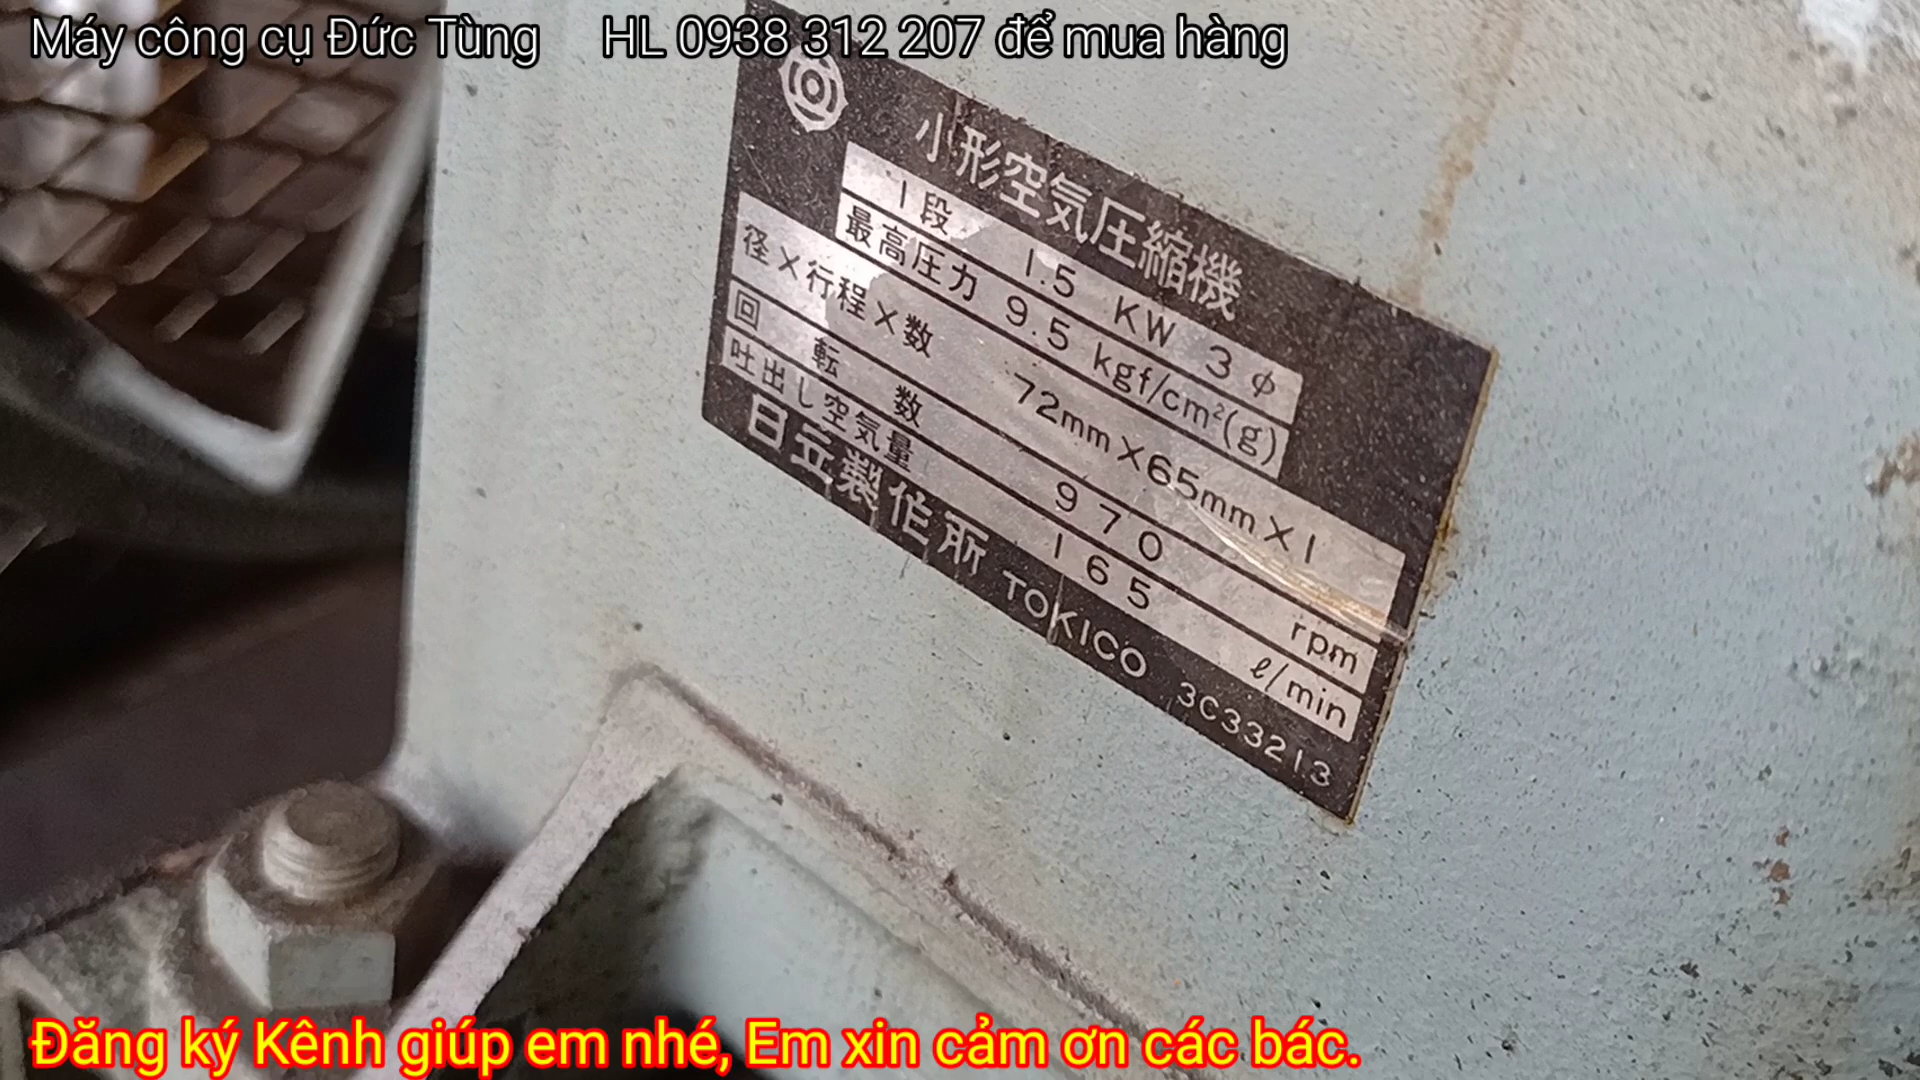 Máy công cụ Đức Tùng HL 0938 312 207 để mua hàng
小形空気圧縮機
1段 1.5 KW 3 φ
最高圧力 9.5 kgf/cm²(g)
径×行程×数 72mm×65mm×1
回転数 970 rpm
吐出し空気量 165 ℓ/min
日立製作所 TOKICO 3C33213
Đăng ký Kênh giúp em nhé, Em xin cảm ơn các bác.